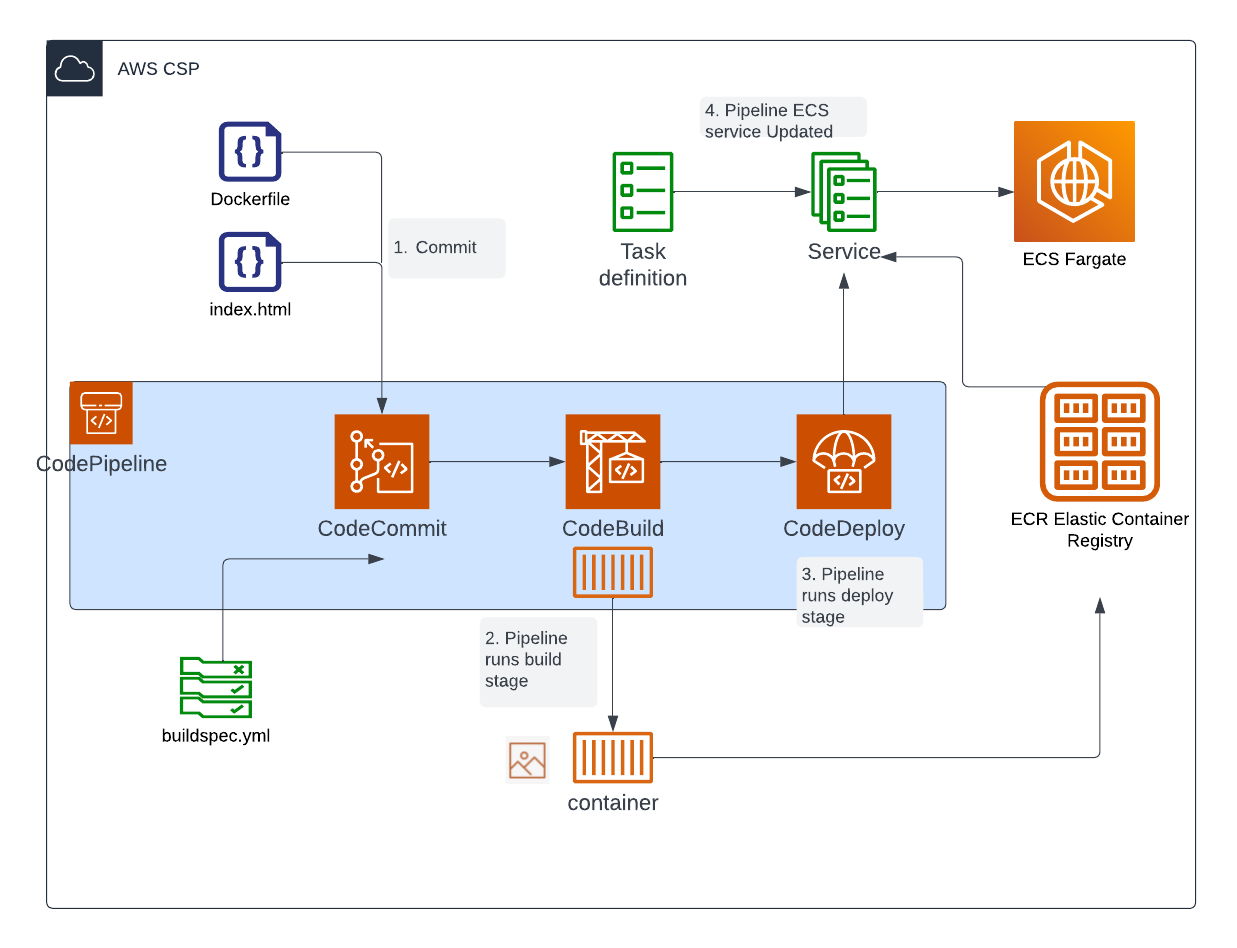 AWS CSP
4. Pipeline ECS
service Updated
Dockerfile
1. Commit
Task
definition
Service
ECS Fargate
index.html
CodePipeline
CodeCommit
CodeBuild
CodeDeploy
ECR Elastic Container
Registry
3. Pipeline
runs deploy
stage
2. Pipeline
runs build
stage
buildspec.yml
container